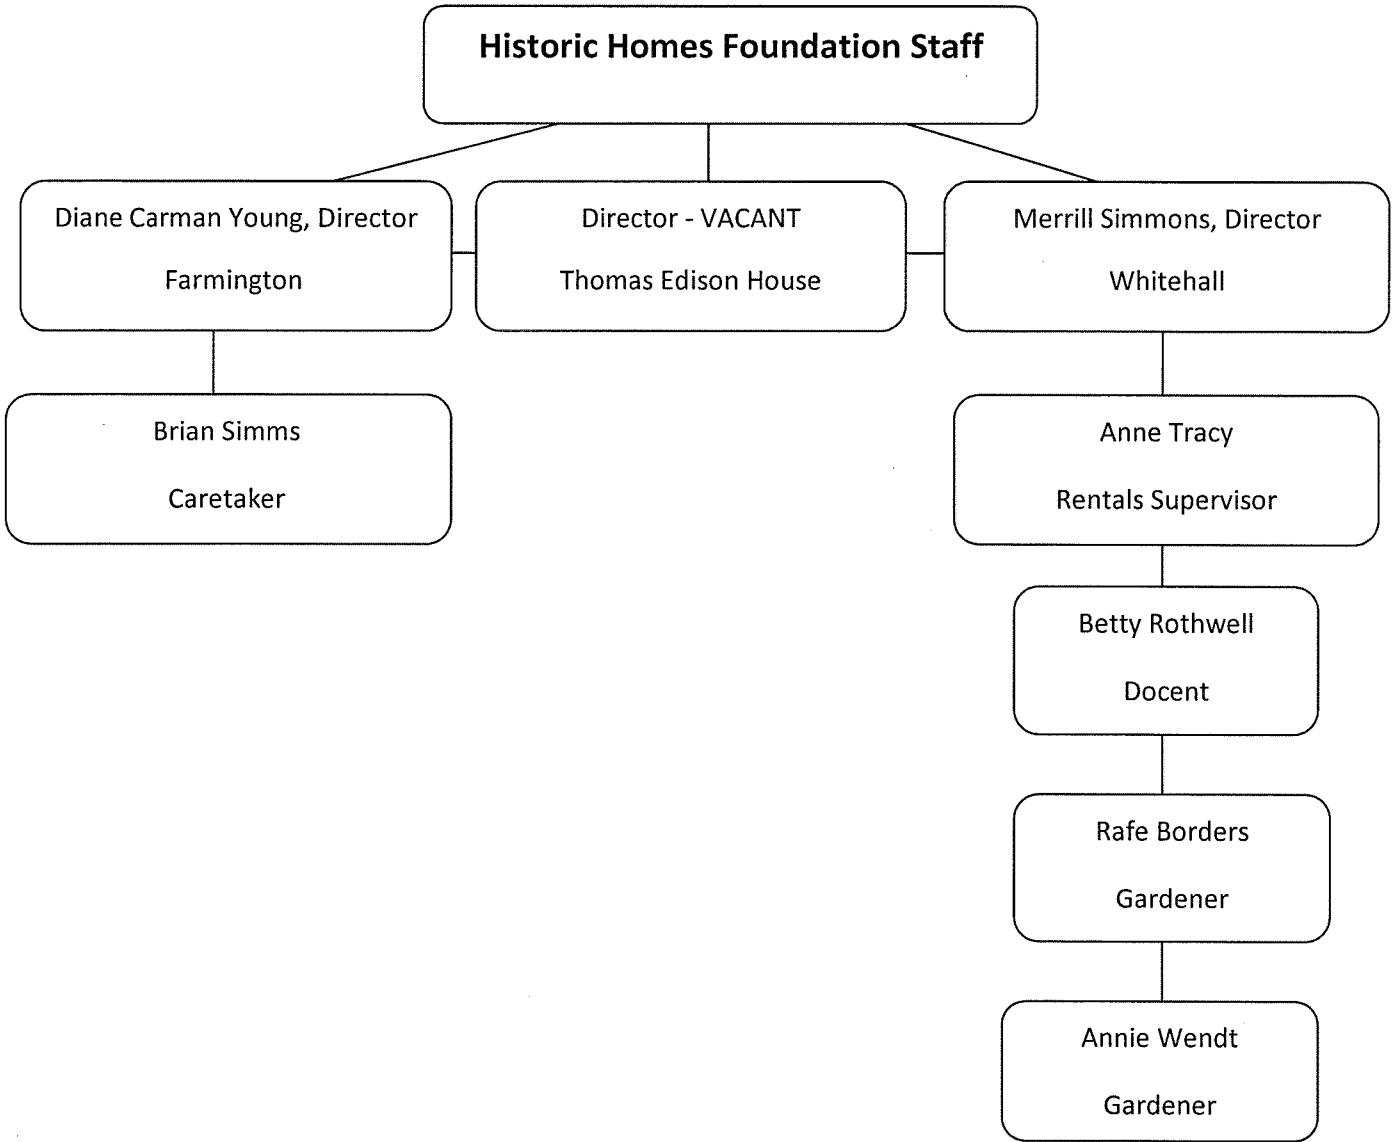 Historic Homes Foundation Staff
Diane Carman Young, Director
Farmington
Director - VACANT
Thomas Edison House
Merrill Simmons, Director
Whitehall
Brian Simms
Caretaker
Anne Tracy
Rentals Supervisor
Betty Rothwell
Docent
Rafe Borders
Gardener
Annie Wendt
Gardener